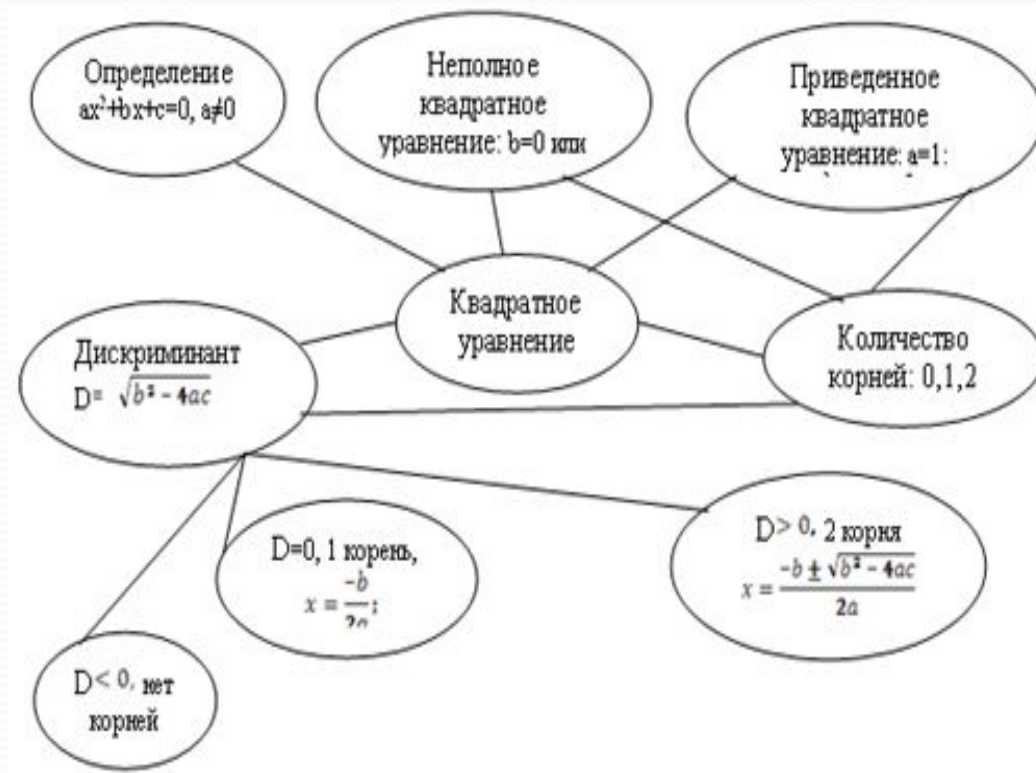 Определение
ax²+bx+c=0, a≠0
Неполное
квадратное
уравнение: b=0 или
Приведенное
квадратное
уравнение: a=1:
Квадратное
уравнение
Количество
корней: 0,1,2
Дискриминант
D= √(b² − 4ac)
D=0, 1 корень,
x = −b/2a;
D> 0, 2 корня
x = (−b ± √(b² − 4ac))/2a
D< 0, нет
корней